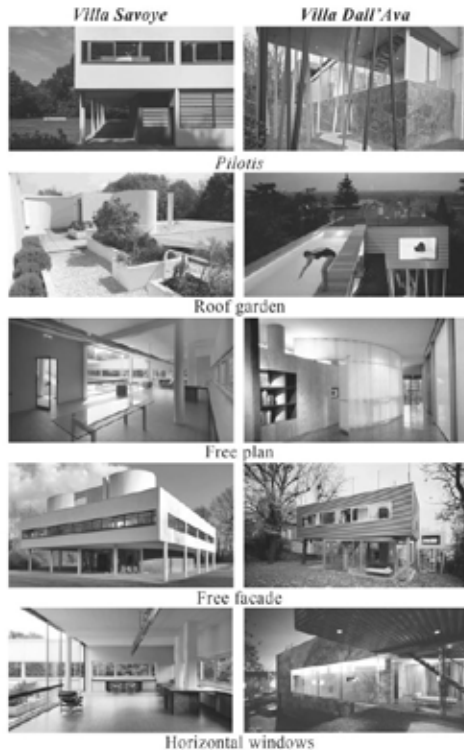 Villa Savoye
Villa Dall'Ava
Pilotis
Roof garden
Free plan
Free facade
Horizontal windows